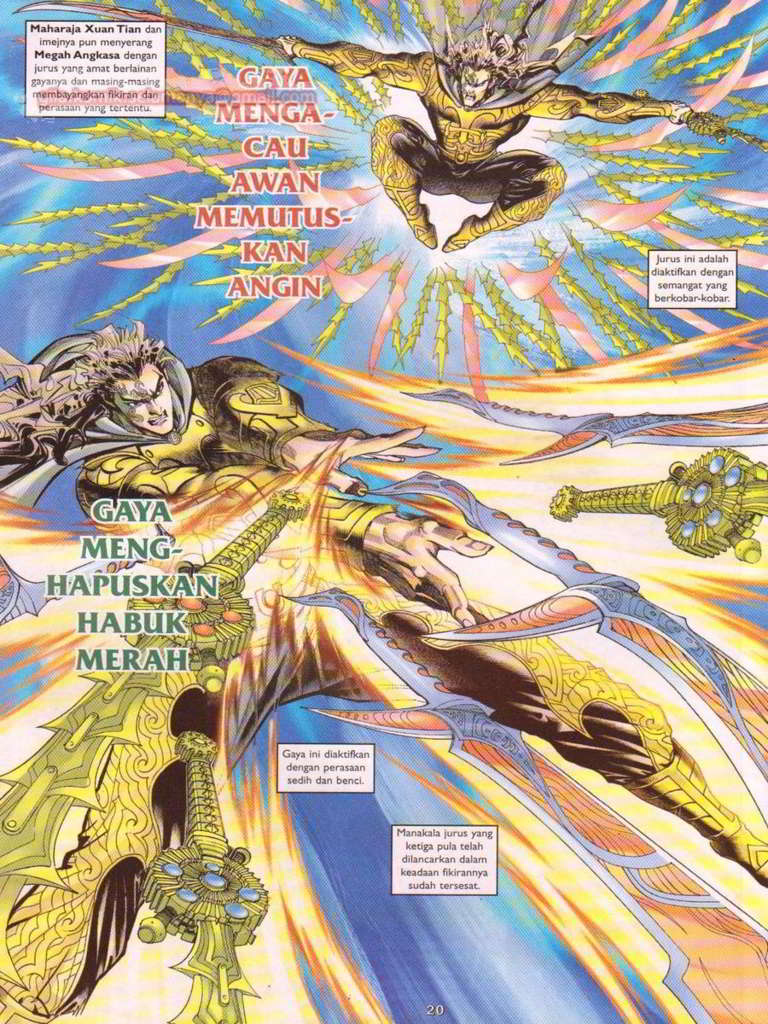 Maharaja Xuan Tian dan
imejnya pun menyerang
Megah Angkasa dengan
jurus yang amat berlainan
gayanya dan masing-masing
membayangkan fikiran dan
perasaan yang tertentu.
GAYA
MENGA-
CAU
AWAN
MEMUTUS-
KAN
ANGIN
Jurus ini adalah
diaktifkan dengan
semangat yang
berkobar-kobar.
GAYA
MENG-
HAPUSKAN
HABUK
MERAH
Gaya ini diaktifkan
dengan perasaan
sedih dan benci.
Manakala jurus yang
ketiga pula telah
dilancarkan dalam
keadaan fikirannya
sudah tersesat.
20